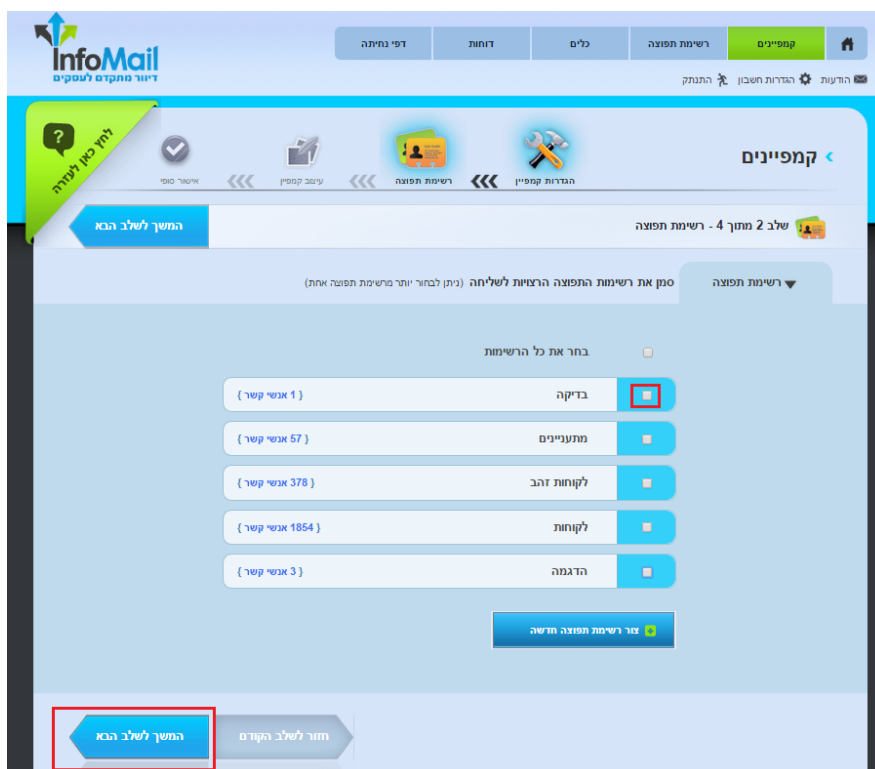 InfoMail
דיוור מתקדם לעסקים
קמפיינים
רשימת תפוצה
כלים
דוחות
דפי נחיתה
הודעות
הגדרות חשבון
התנתק
לחץ כאן לעזרה
?
קמפיינים
הגדרות קמפיין
רשימת תפוצה
עיצוב קמפיין
אישור סופי
שלב 2 מתוך 4 - רשימת תפוצה
המשך לשלב הבא
רשימת תפוצה
סמן את רשימות התפוצה הרצויות לשליחה (ניתן לבחור יותר מרשימת תפוצה אחת)
בחר את כל הרשימות
בדיקה { 1 אנשי קשר }
מתעניינים { 57 אנשי קשר }
לקוחות זהב { 378 אנשי קשר }
לקוחות { 1854 אנשי קשר }
הדגמה { 3 אנשי קשר }
צור רשימת תפוצה חדשה
חזור לשלב הקודם
המשך לשלב הבא